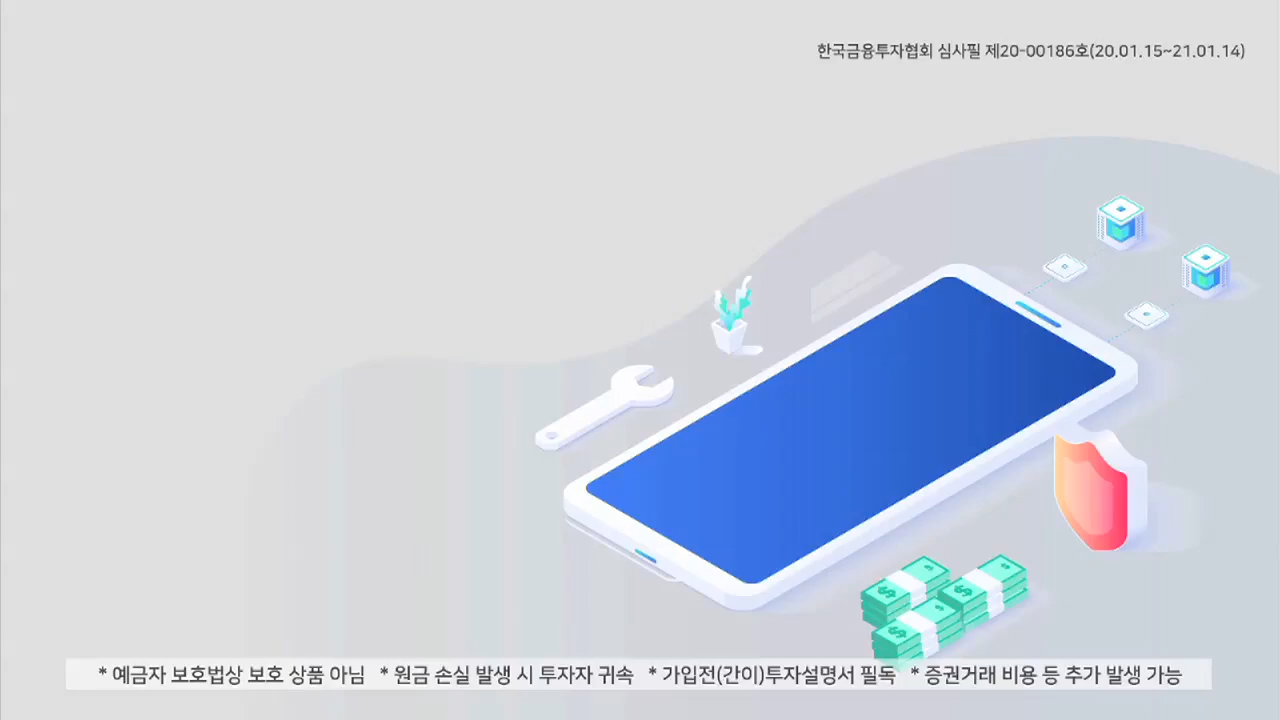 한국금융투자협회 심사필 제20-00186호(20.01.15~21.01.14)
* 예금자 보호법상 보호 상품 아님 * 원금 손실 발생 시 투자자 귀속 * 가입전(간이)투자설명서 필독 * 증권거래 비용 등 추가 발생 가능